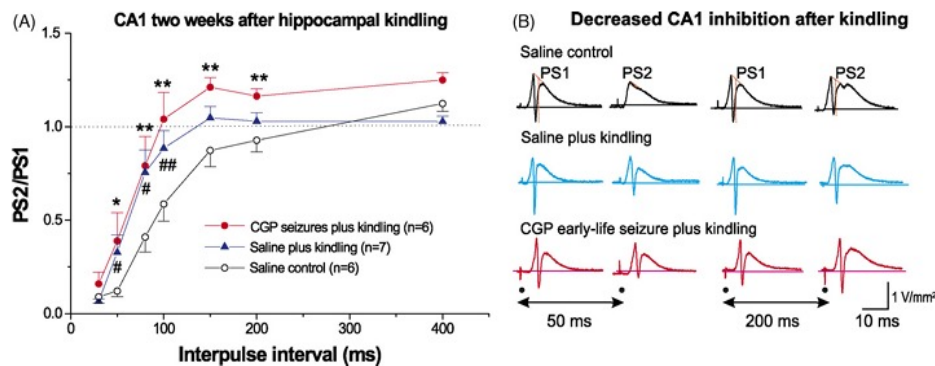 (A) CA1 two weeks after hippocampal kindling
1.5
1.0
0.5
0.0
PS2/PS1
* ** ** ** 
# # ##
CGP seizures plus kindling (n=6)
Saline plus kindling (n=7)
Saline control (n=6)
0 100 200 300 400
Interpulse interval (ms)
(B) Decreased CA1 inhibition after kindling
Saline control
PS1 PS2 PS1 PS2
Saline plus kindling
CGP early-life seizure plus kindling
50 ms 200 ms
1 V/mm²
10 ms